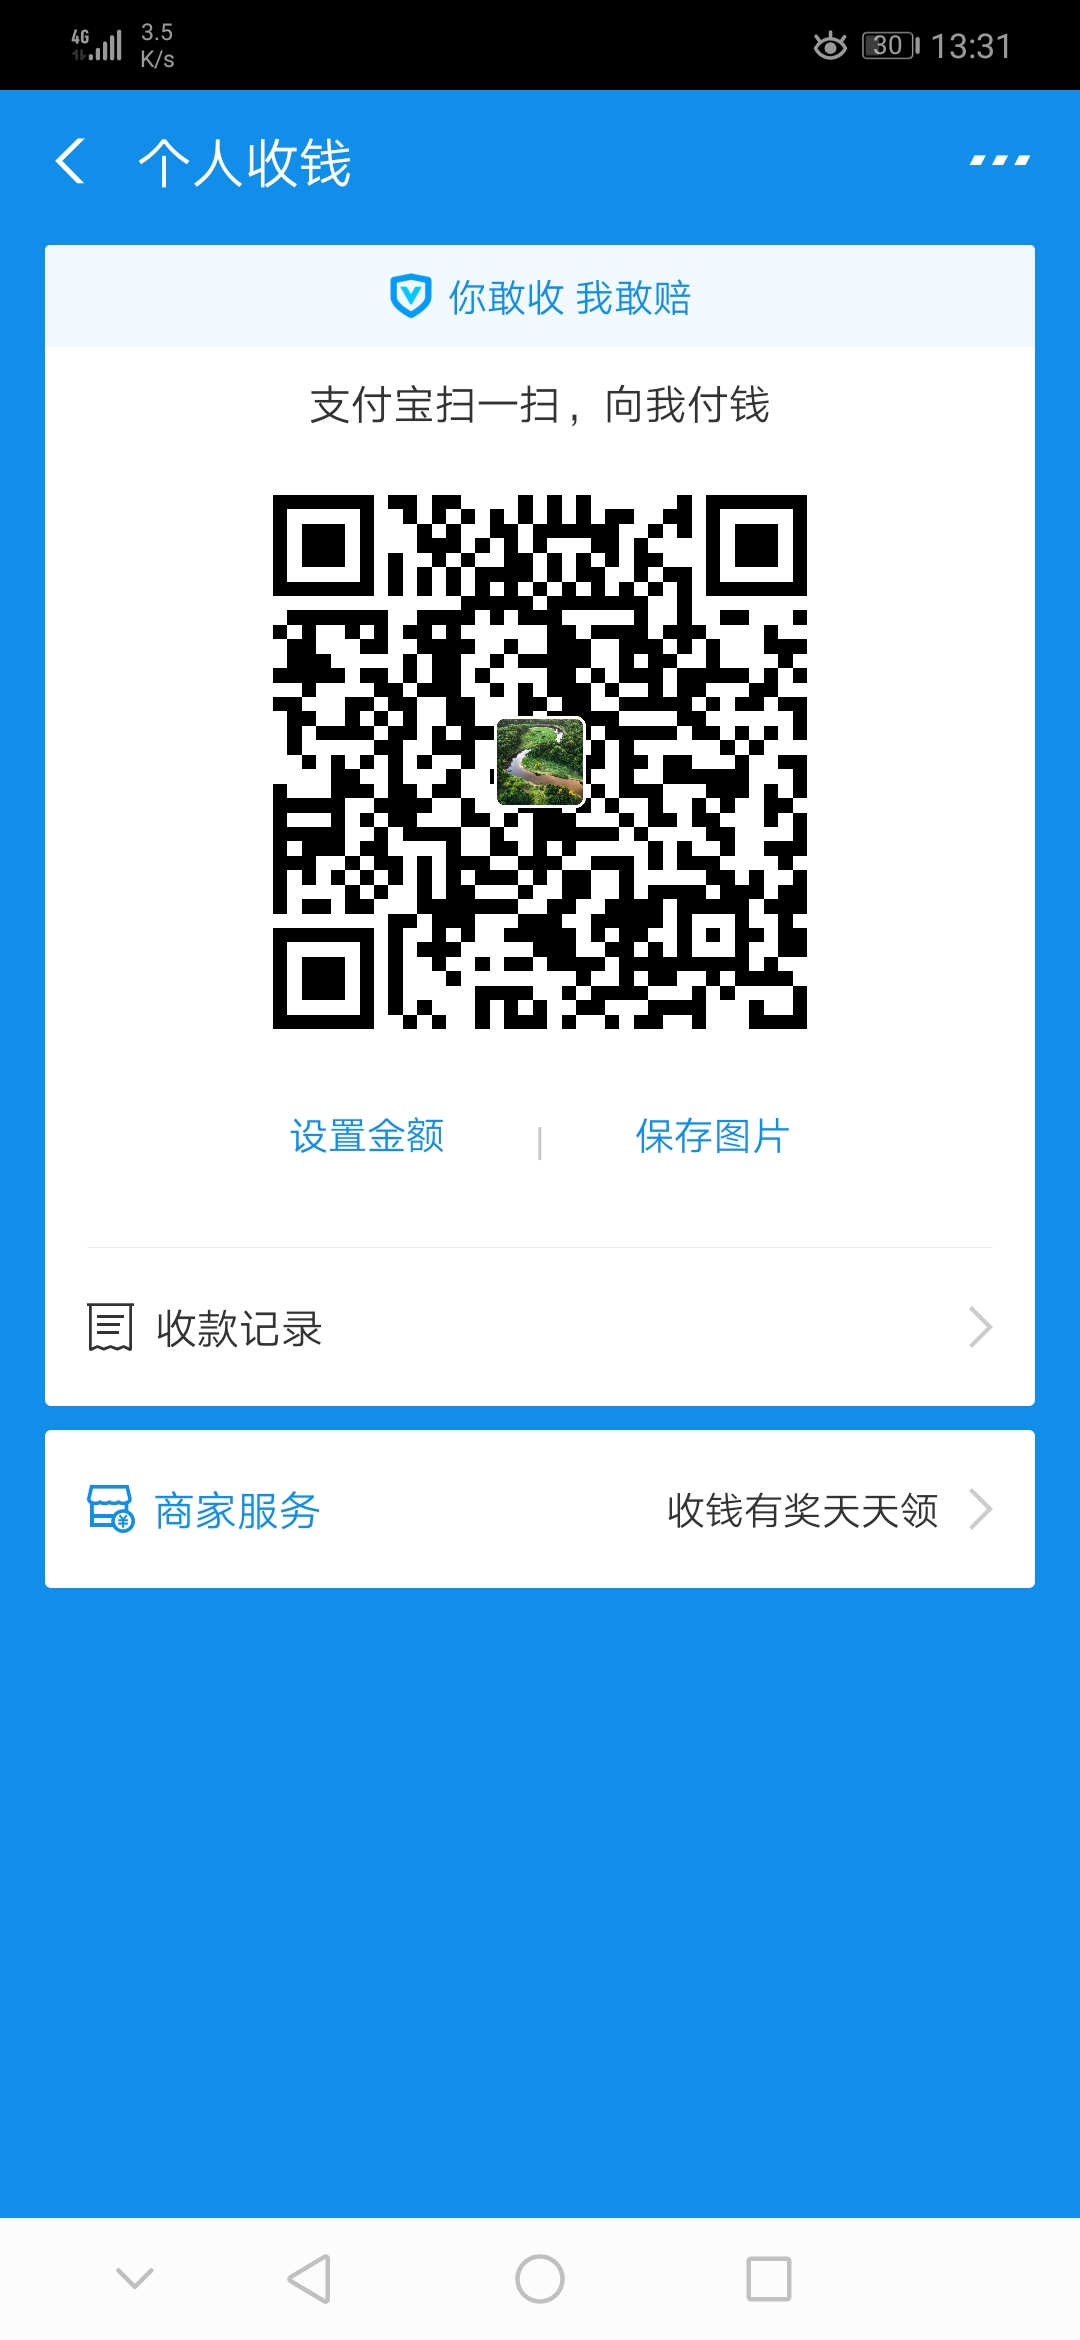 4G
3.5
K/s
30
13:31
个人收钱
你敢收 我敢赔
支付宝扫一扫，向我付钱
设置金额 | 保存图片
收款记录
商家服务 收钱有奖天天领